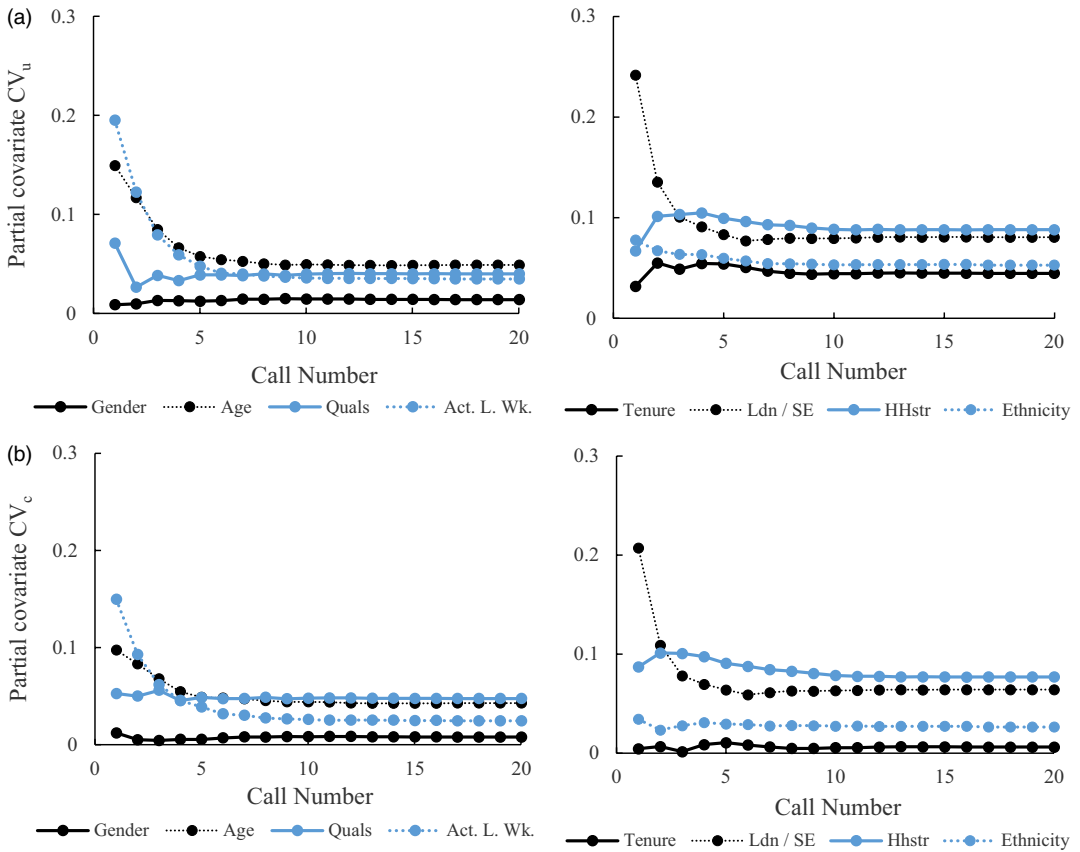 (a)
Partial covariate CVu
0.3
0.2
0.1
0
0 5 10 15 20
Call Number
Gender Age Quals Act. L. Wk.
0.3
0.2
0.1
0
0 5 10 15 20
Call Number
Tenure Ldn / SE HHstr Ethnicity
(b)
Partial covariate CVc
0.3
0.2
0.1
0
0 5 10 15 20
Call Number
Gender Age Quals Act. L. Wk.
0.3
0.2
0.1
0
0 5 10 15 20
Call Number
Tenure Ldn / SE Hhstr Ethnicity